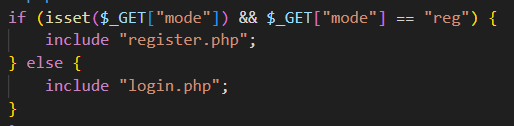 if (isset($_GET["mode"]) && $_GET["mode"] == "reg") {
    include "register.php";
} else {
    include "login.php";
}